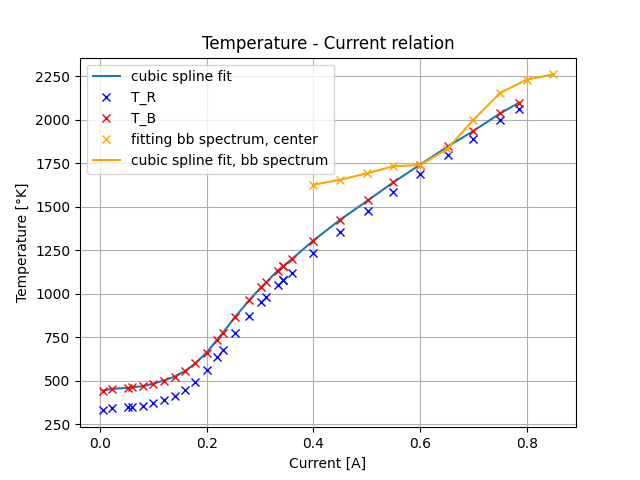 Temperature - Current relation
cubic spline fit
T_R
T_B
fitting bb spectrum, center
cubic spline fit, bb spectrum
Temperature [°K]
2250
2000
1750
1500
1250
1000
750
500
250
0.0 0.2 0.4 0.6 0.8
Current [A]